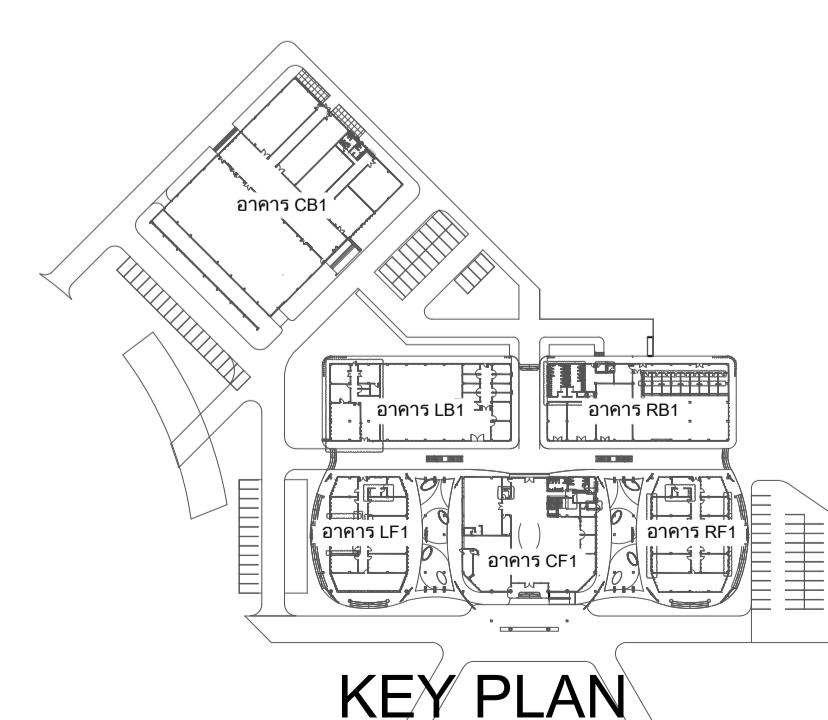 อาคาร CB1
อาคาร LB1
อาคาร RB1
อาคาร LF1
อาคาร CF1
อาคาร RF1
KEY PLAN